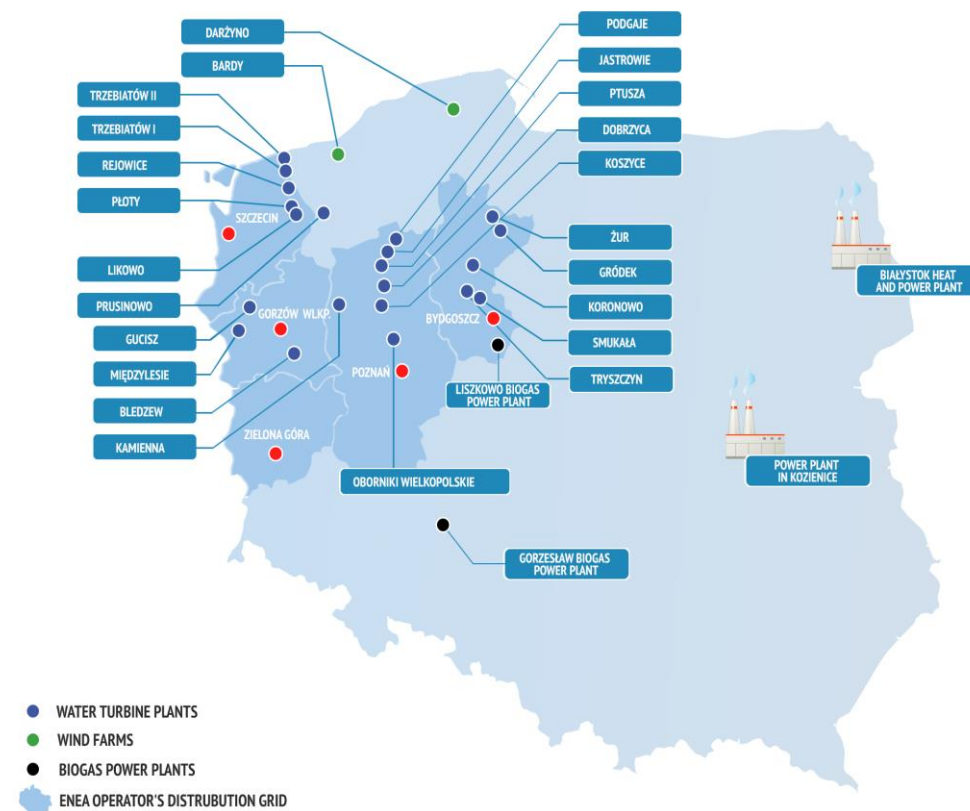 DARŻYNO
BARDY
TRZEBIATÓW II
TRZEBIATÓW I
REJOWICE
PŁOTY
LIKOWO
PRUSINOWO
GUCISZ
MIĘDZYLESIE
BLEDZEW
KAMIENNA
PODGAJE
JASTROWIE
PTUSZA
DOBRZYCA
KOSZYCE
ŻUR
GRÓDEK
KORONOWO
SMUKAŁA
TRYSZCZYN
SZCZECIN
GORZÓW WLKP.
BYDGOSZCZ
POZNAŃ
ZIELONA GÓRA
LISZKOWO BIOGAS
POWER PLANT
OBORNIKI WIELKOPOLSKIE
GORZESŁAW BIOGAS
POWER PLANT
BIAŁYSTOK HEAT
AND POWER PLANT
POWER PLANT
IN KOZIENICE
WATER TURBINE PLANTS
WIND FARMS
BIOGAS POWER PLANTS
ENEA OPERATOR'S DISTRUBUTION GRID